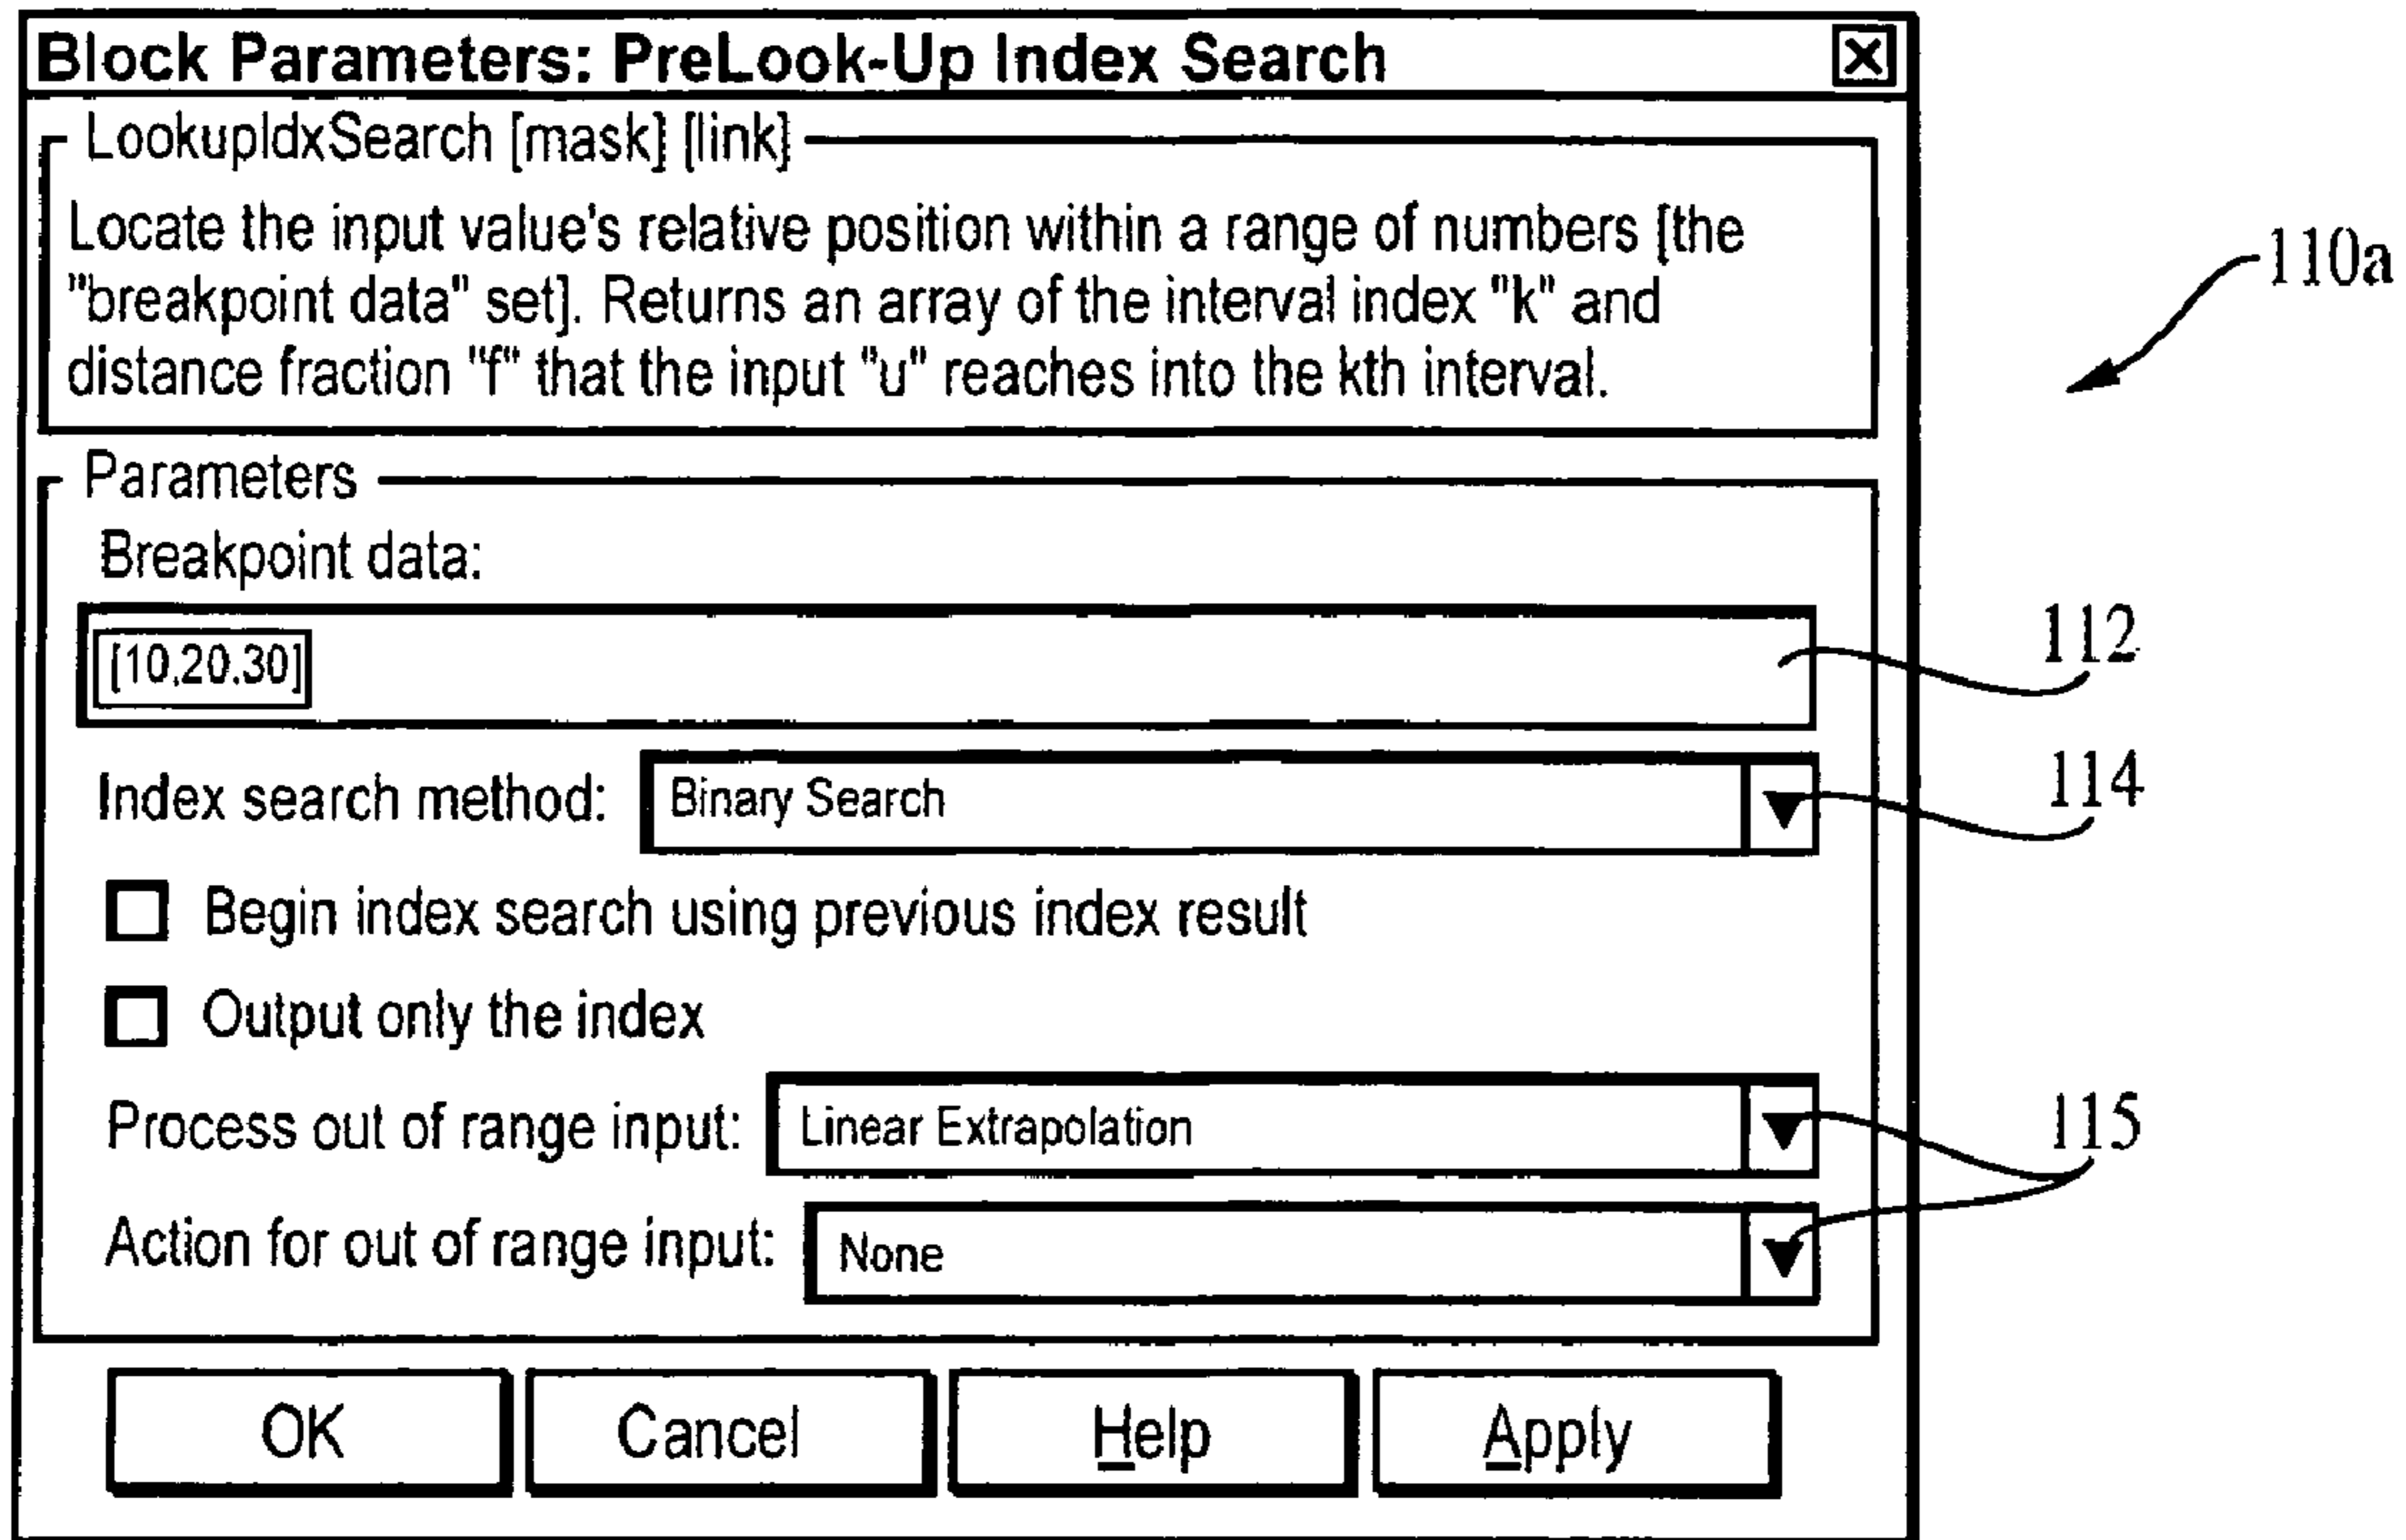 Block Parameters: PreLook-Up Index Search
LookupIdxSearch [mask] [link]
Locate the input value's relative position within a range of numbers [the
"breakpoint data" set]. Returns an array of the interval index "k" and
distance fraction "f" that the input "u" reaches into the kth interval.
110a
Parameters
Breakpoint data:
[10,20.30]
112
Index search method: Binary Search
114
Begin index search using previous index result
Output only the index
Process out of range input: Linear Extrapolation
115
Action for out of range input: None
OK Cancel Help Apply